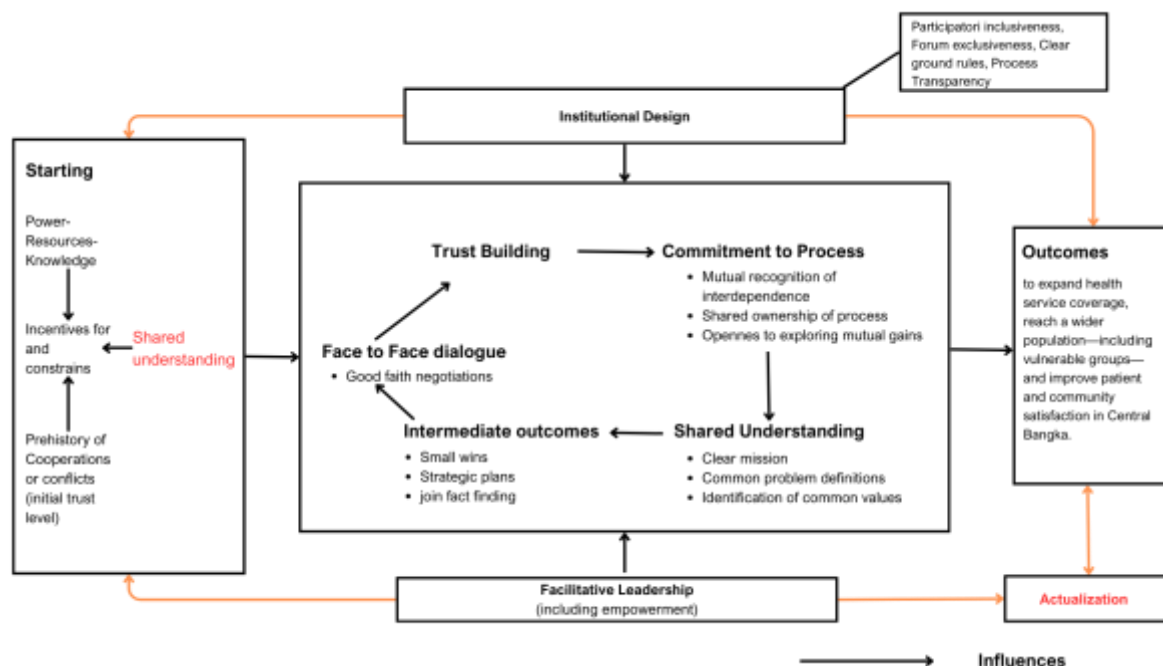 Participatori inclusiveness,
Forum exclusiveness, Clear
ground rules, Process
Transparency
Institutional Design
Starting
Power-
Resources-
Knowledge
Incentives for
and
constrains
Shared
understanding
Prehistory of
Cooperations
or conflicts
(initial trust
level)
Trust Building
Commitment to Process
• Mutual recognition of
interdependence
• Shared ownership of process
• Opennes to exploring mutual gains
Face to Face dialogue
• Good faith negotiations
Intermediate outcomes
• Small wins
• Strategic plans
• join fact finding
Shared Understanding
• Clear mission
• Common problem definitions
• Identification of common values
Outcomes
to expand health
service coverage,
reach a wider
population—including
vulnerable groups—
and improve patient
and community
satisfaction in Central
Bangka.
Facilitative Leadership
(including empowerment)
Actualization
Influences